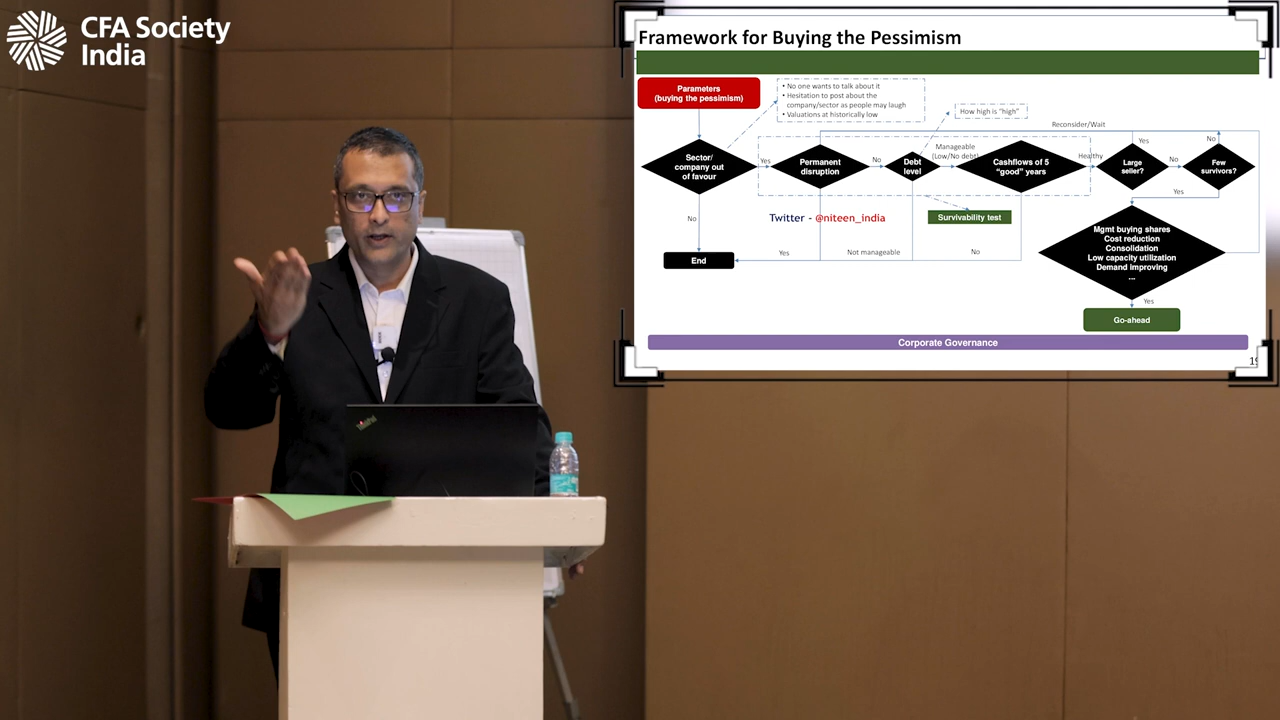 CFA Society
India
Framework for Buying the Pessimism
Parameters
(buying the pessimism)
• No one wants to talk about it
• Hesitation to post about the
company/sector as people may laugh
• Valuations at historically low
How high is "high"
Reconsider/Wait
Sector/
company out
of favour
Yes
Permanent
disruption
No
Debt
level
Manageable
(Low/No debt)
Cashflows of 5
"good" years
Healthy
Large
seller?
Yes
No
Few
survivors?
No
Yes
No
Twitter - @niteen_india
Survivability test
Mgmt buying shares
Cost reduction
Consolidation
Low capacity utilization
Demand improving
...
End
Yes
Not manageable
No
Yes
Go-ahead
Corporate Governance